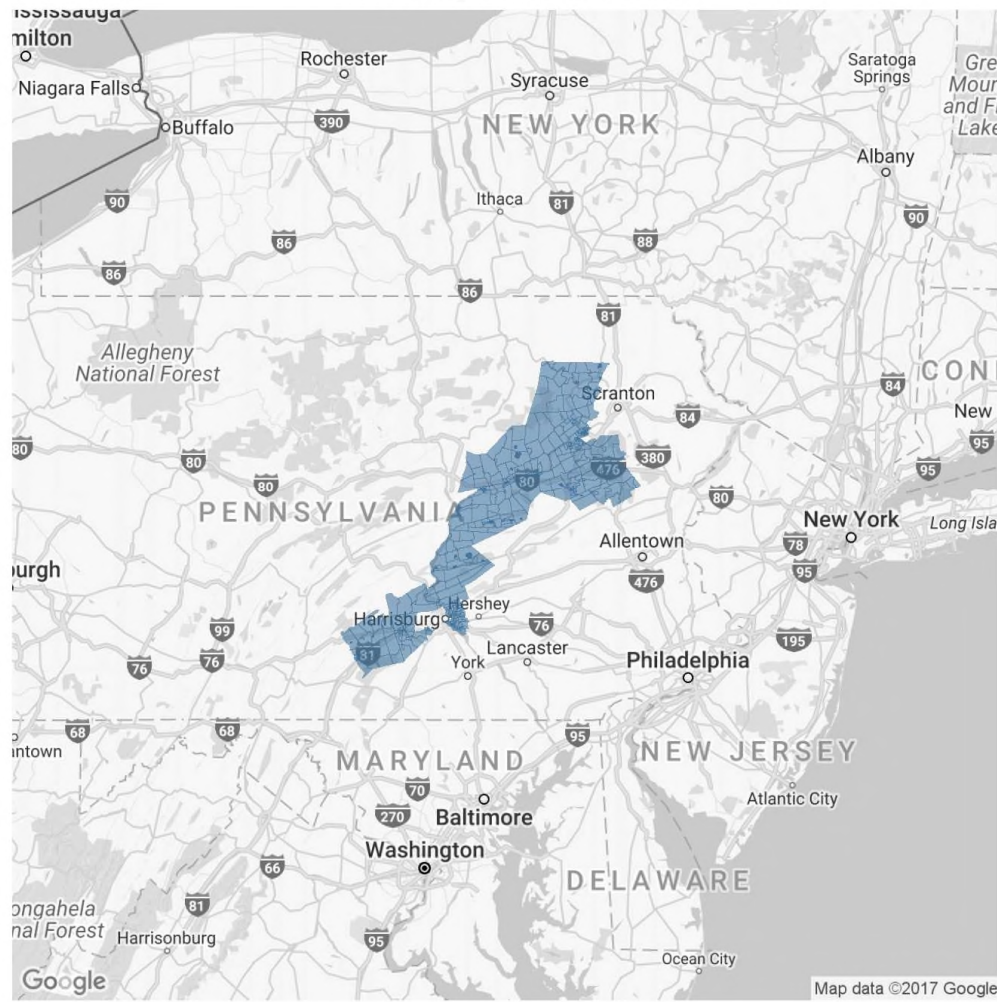 ississauga
milton
Niagara Falls
Buffalo
Rochester
390
Syracuse
NEW YORK
Saratoga
Springs
Gre
Moun
and Fi
Lake
Albany
90
Ithaca
81
90
86
88
86
86
81
Allegheny
National Forest
Scranton
84
84
CON
New
95
80
80
80
80
476
380
95
80
PENNSYLVANIA
New York
Long Isla
78
Allentown
95
476
burgh
Hershey
Harrisburg
99
76
195
81
76
76
Lancaster
York
Philadelphia
68
68
95
antown
MARYLAND
NEW JERSEY
70
Atlantic City
270
Baltimore
Washington
66
DELAWARE
81
ongahela
nal Forest
Harrisonburg
95
Ocean City
Google
Map data ©2017 Google